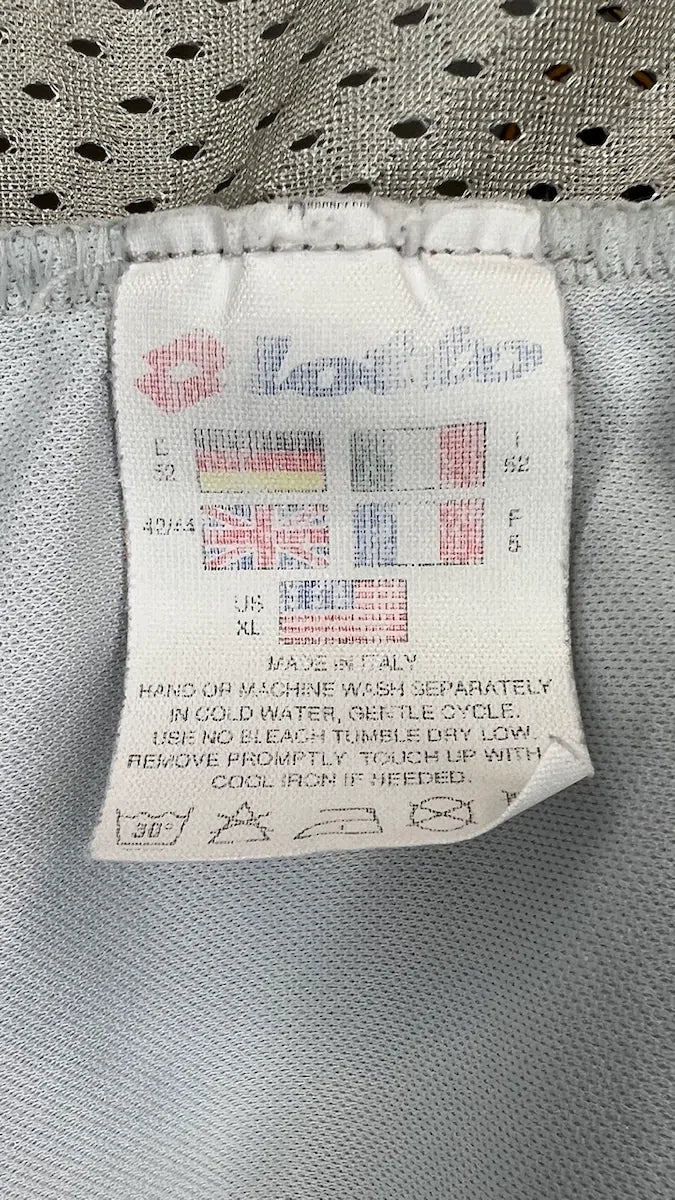 lotto
D
52
I
52
42/44
F
6
US
XL
MADE IN ITALY
HAND OR MACHINE WASH SEPARATELY
IN COLD WATER, GENTLE CYCLE.
USE NO BLEACH TUMBLE DRY LOW.
REMOVE PROMPTLY. TOUCH UP WITH
COOL IRON IF NEEDED.
30°